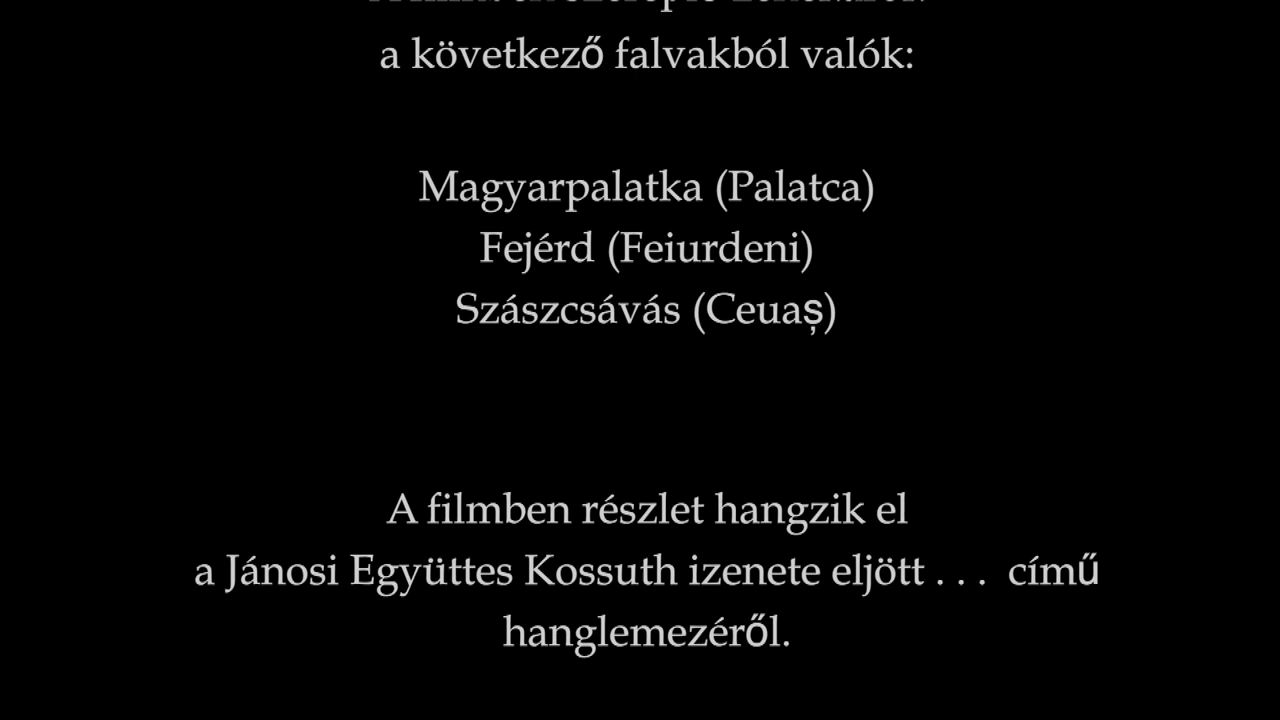 a következő falvakból valók:
Magyarpalatka (Palatca)
Fejérd (Feiurdeni)
Szászcsávás (Ceuaș)
A filmben részlet hangzik el
a Jánosi Együttes Kossuth izenete eljött . . . című
hanglemezéről.